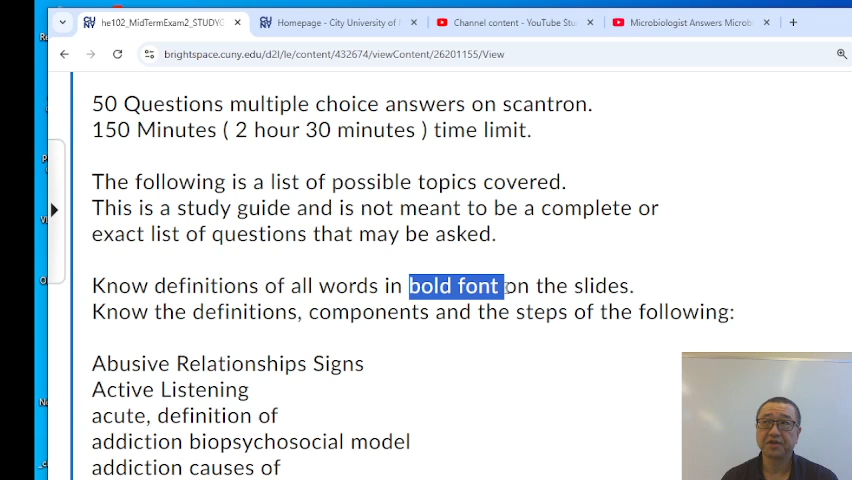 he102_MidTermExam2_STUDYG
Homepage - City University of
Channel content - YouTube Stu
Microbiologist Answers Microbi
brightspace.cuny.edu/d2l/le/content/432674/viewContent/26201155/View
50 Questions multiple choice answers on scantron.
150 Minutes ( 2 hour 30 minutes ) time limit.
The following is a list of possible topics covered.
This is a study guide and is not meant to be a complete or
exact list of questions that may be asked.
Know definitions of all words in bold font on the slides.
Know the definitions, components and the steps of the following:
Abusive Relationships Signs
Active Listening
acute, definition of
addiction biopsychosocial model
addiction causes of